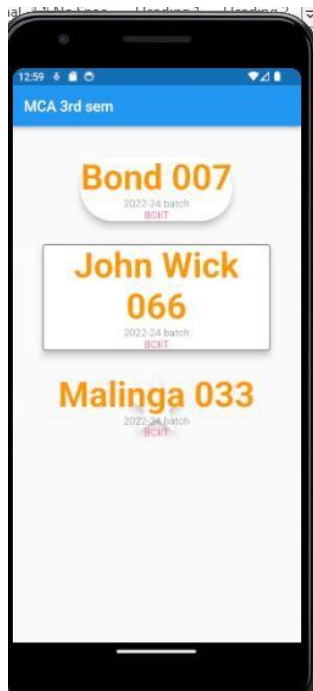 12:59
MCA 3rd sem
Bond 007
2022-24 batch
BCIIT
John Wick
066
2022-24 batch
BCIIT
Malinga 033
2022-24 batch
BCIIT